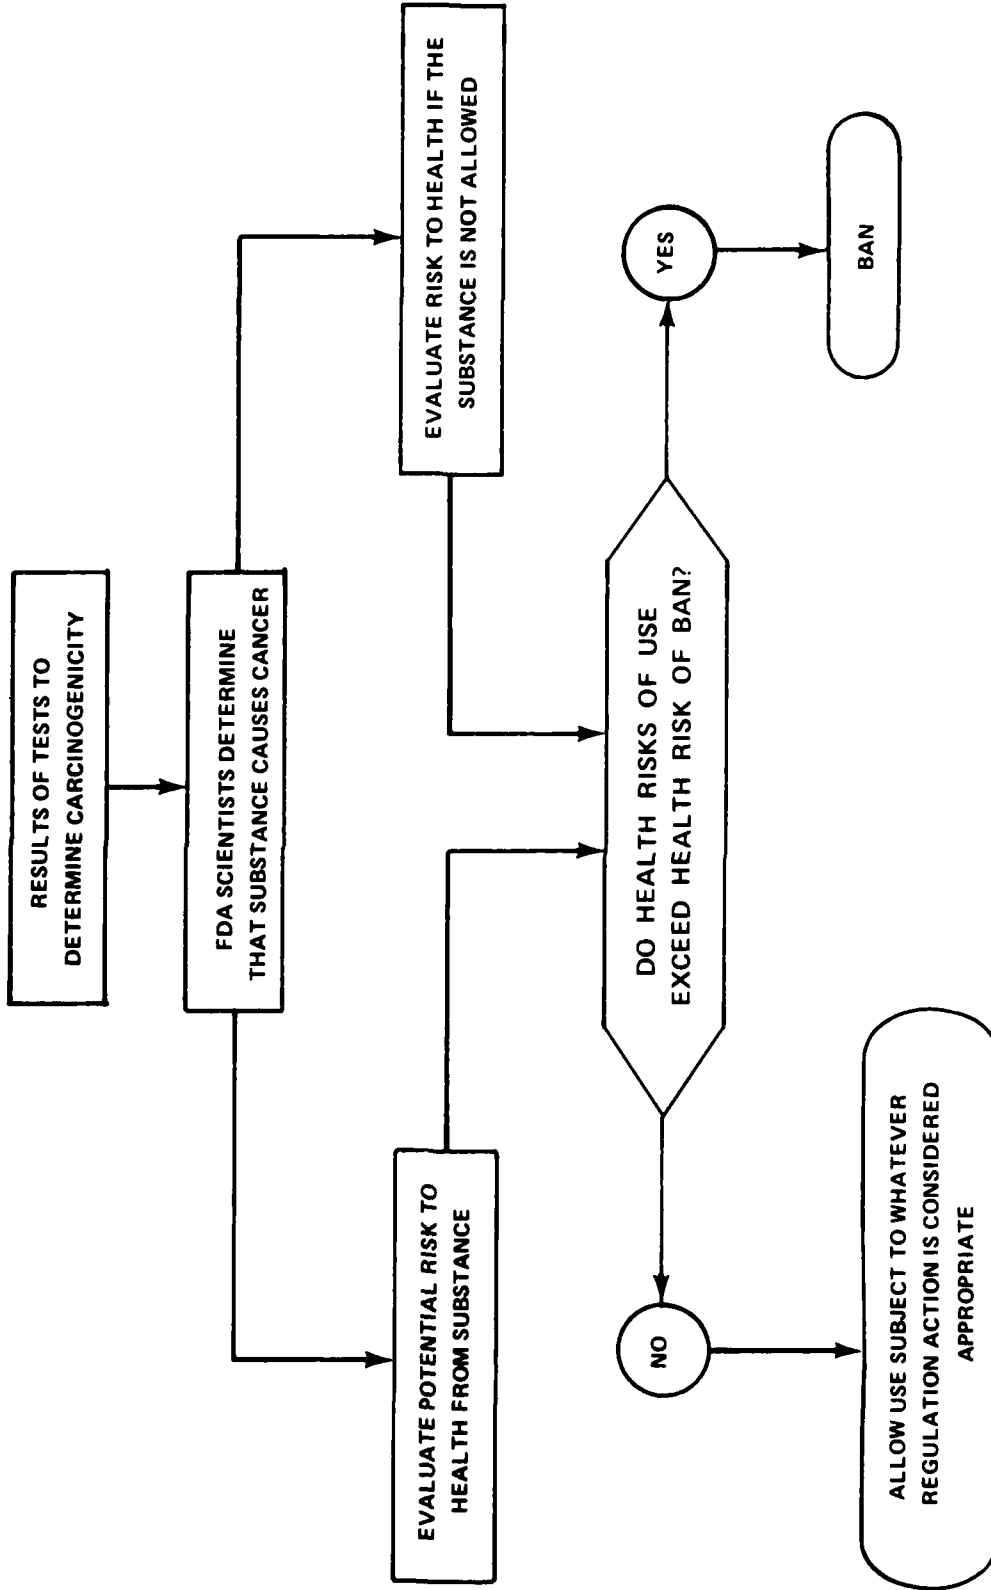 RESULTS OF TESTS TO
DETERMINE CARCINOGENICITY
FDA SCIENTISTS DETERMINE
THAT SUBSTANCE CAUSES CANCER
EVALUATE POTENTIAL RISK TO
HEALTH FROM SUBSTANCE
EVALUATE RISK TO HEALTH IF THE
SUBSTANCE IS NOT ALLOWED
DO HEALTH RISKS OF USE
EXCEED HEALTH RISK OF BAN?
NO
YES
ALLOW USE SUBJECT TO WHATEVER
REGULATION ACTION IS CONSIDERED
APPROPRIATE
BAN